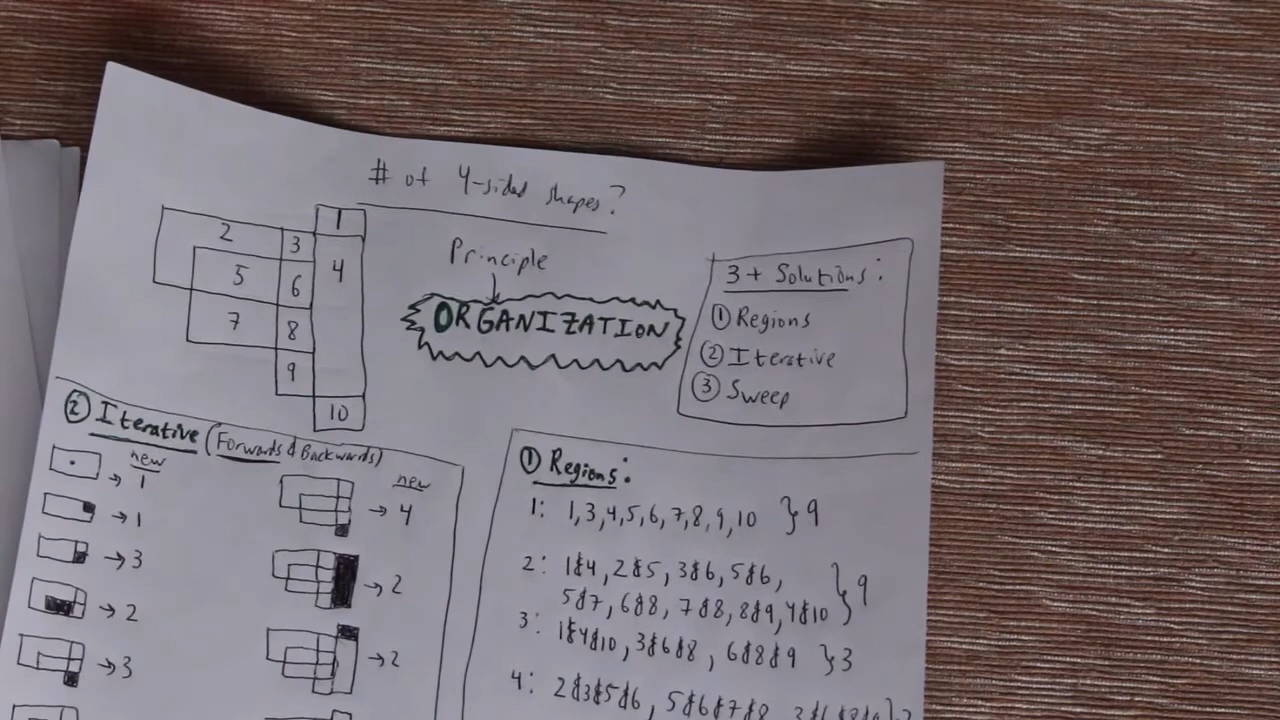 # of 4-sided shapes?
1
2 3
4
5 6
7 8
9
10
Principle
ORGANIZATION
3+ Solutions:
① Regions
② Iterative
③ Sweep
② Iterative (Forwards & Backwards)
new
→ 1
→ 1
→ 3
→ 2
→ 3
new
→ 4
→ 2
→ 2
① Regions:
1: 1,3,4,5,6,7,8,9,10 } 9
2: 1&4, 2&5, 3&6, 5&6,
5&7, 6&8, 7&8, 8&9, 4&10 } 9
3: 1&4&10, 3&6&8, 6&8&9 } 3
4: 2&3&5&6, 5&6&7&8, 3&6&8&9